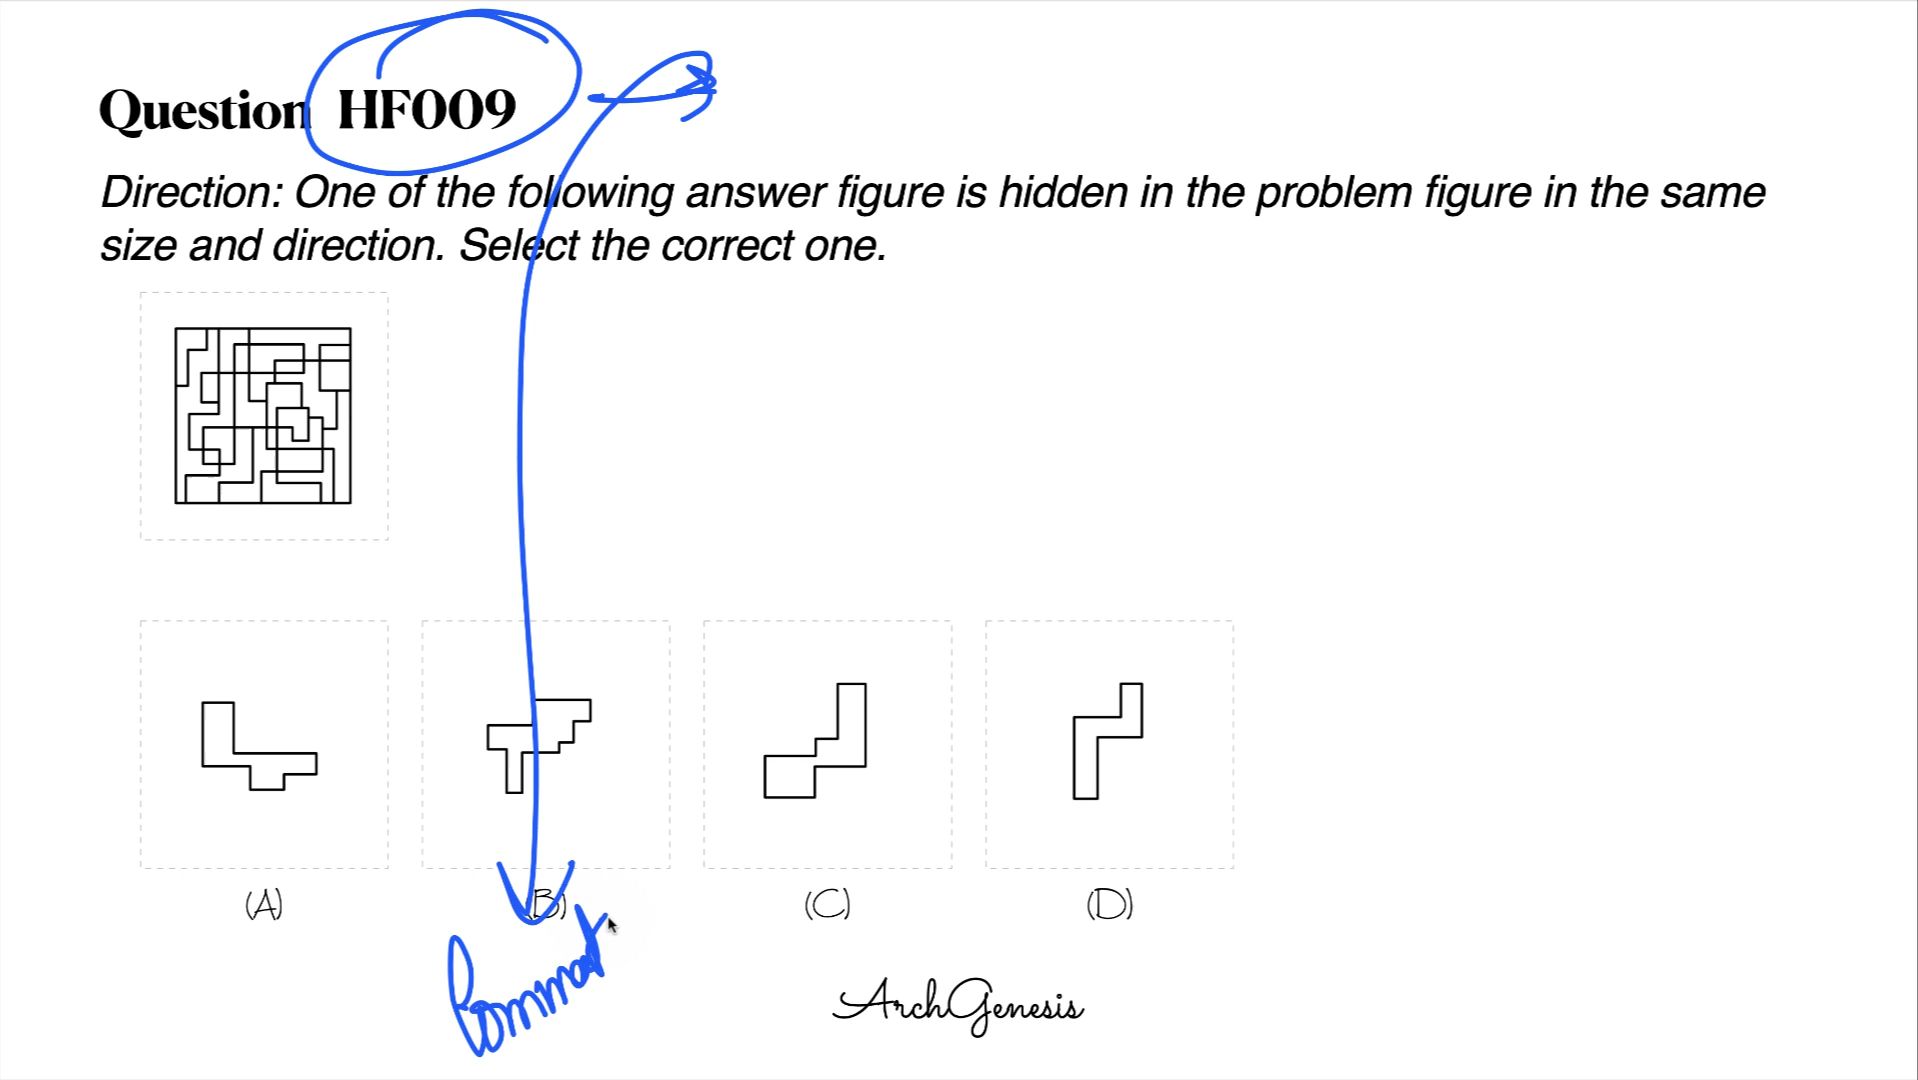 Question HF009
Direction: One of the following answer figure is hidden in the problem figure in the same
size and direction. Select the correct one.
(A) (B) (C) (D)
Comment
ArchGenesis